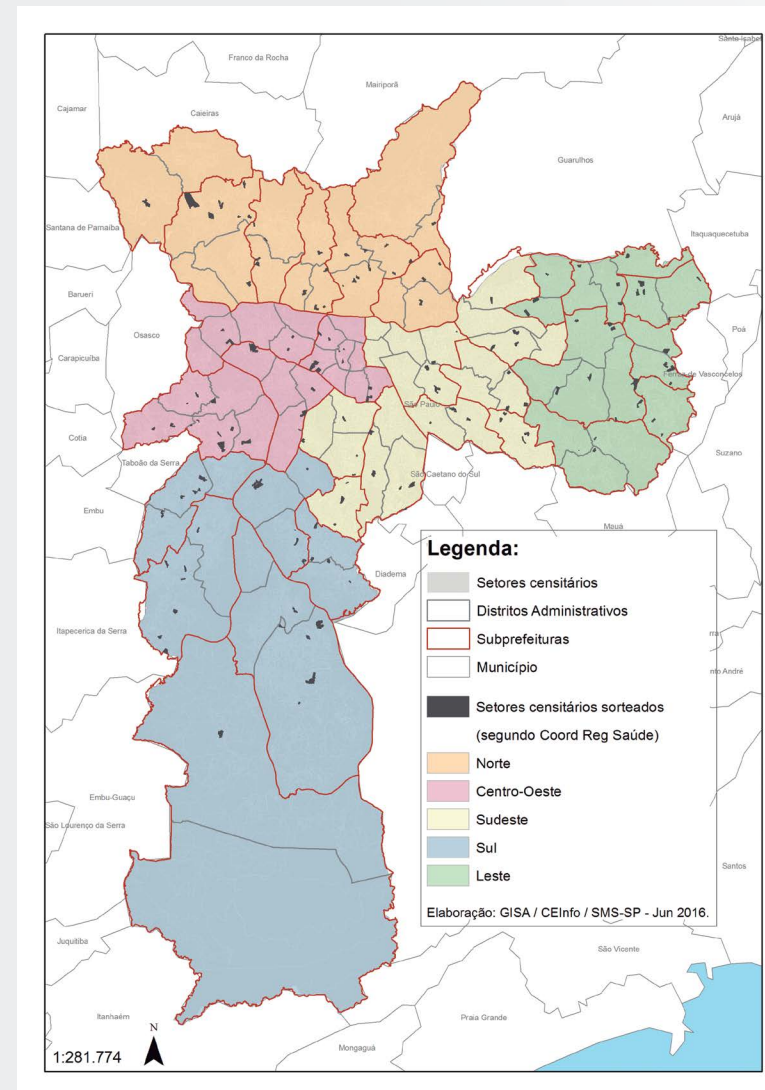 Santa Isabel
Franco da Rocha
Mairiporã
Cajamar
Caieiras
Arujá
Guarulhos
Santana de Parnaíba
Itaquaquecetuba
Barueri
Osasco
Poá
Carapicuíba
Ferraz de Vasconcelos
São Paulo
Cotia
Taboão da Serra
Suzano
São Caetano do Sul
Embu
Mauá
Legenda:
Setores censitários
Diadema
Distritos Administrativos
Itapecerica da Serra
Subprefeituras
Município
Setores censitários sorteados
(segundo Coord Reg Saúde)
Norte
Centro-Oeste
Embu-Guaçu
Sudeste
São Lourenço da Serra
Sul
Santos
Leste
Elaboração: GISA / CEInfo / SMS-SP - Jun 2016.
Juquitiba
São Vicente
Itanhaém
Praia Grande
N
Mongaguá
1:281.774